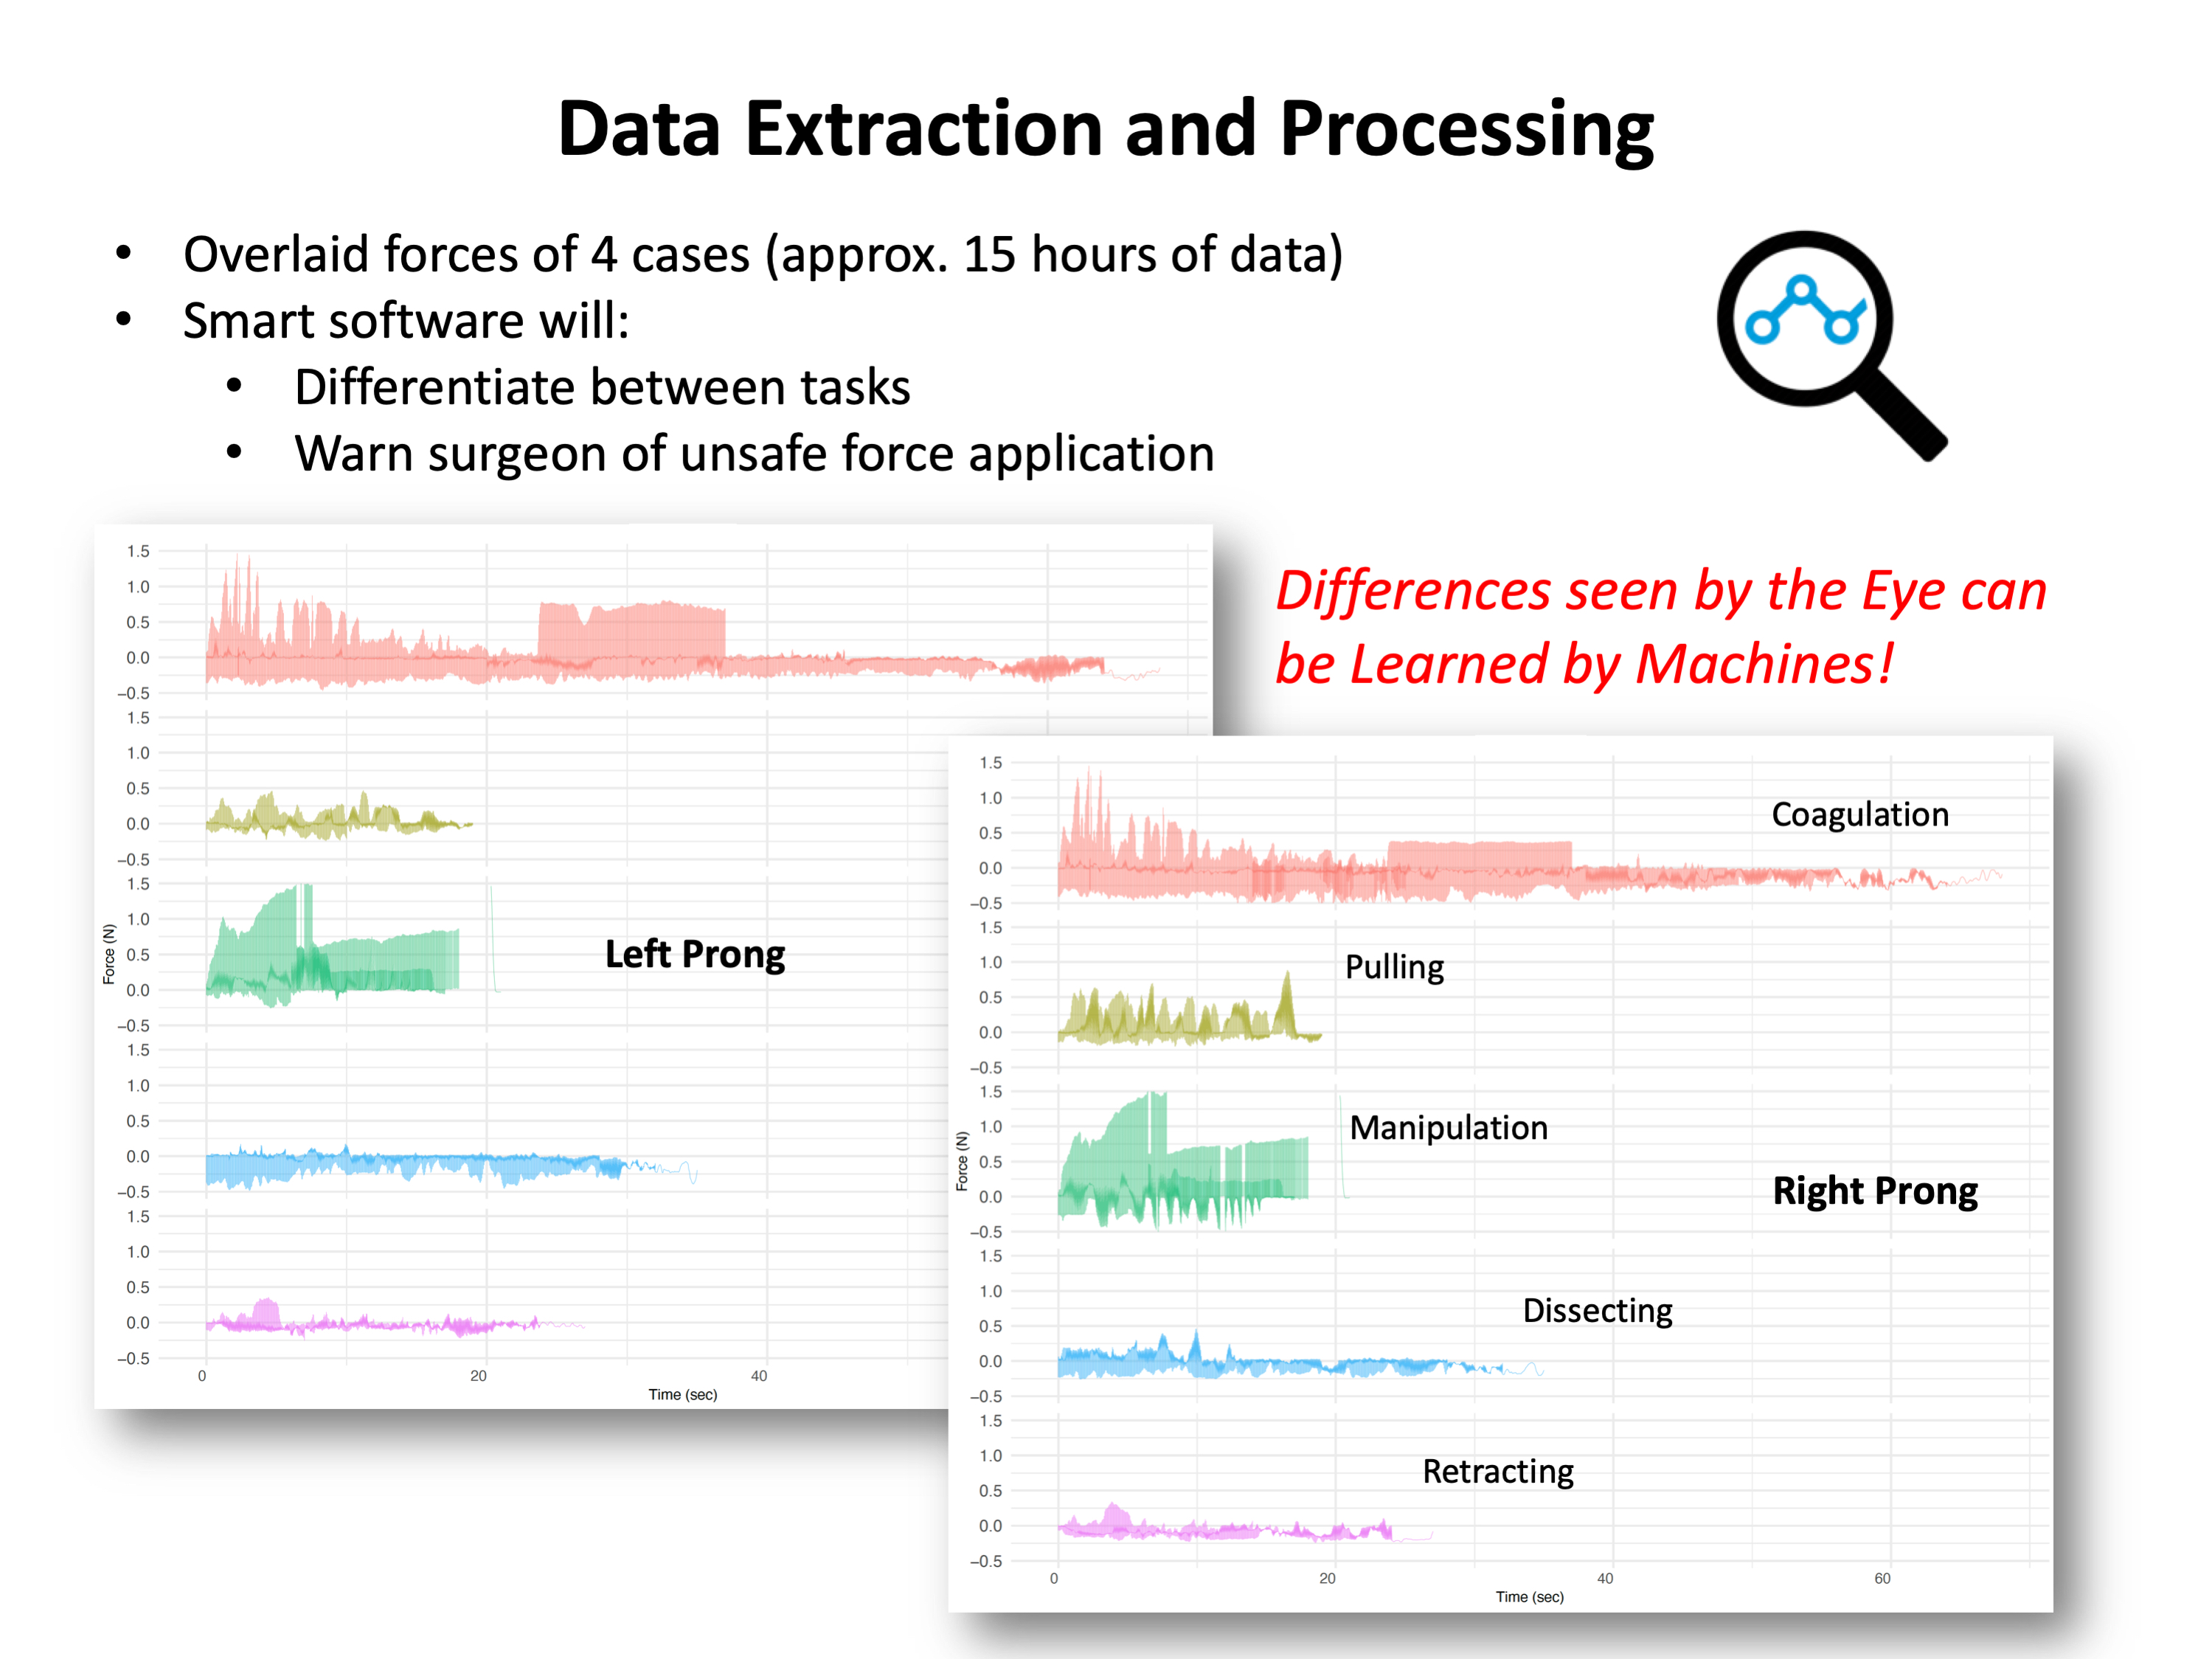 Data Extraction and Processing
• Overlaid forces of 4 cases (approx. 15 hours of data)
• Smart software will:
• Differentiate between tasks
• Warn surgeon of unsafe force application
Differences seen by the Eye can
be Learned by Machines!
1.5
1.0
0.5
0.0
−0.5
1.5
1.0
0.5
0.0
−0.5
1.5
1.0
0.5
0.0
−0.5
1.5
1.0
0.5
0.0
−0.5
1.5
1.0
0.5
0.0
−0.5
Force (N)
Left Prong
0 20 40
Time (sec)
1.5
1.0
0.5
0.0
−0.5
Coagulation
1.5
1.0
0.5
0.0
−0.5
Pulling
1.5
1.0
0.5
0.0
−0.5
Manipulation
Force (N)
Right Prong
1.5
1.0
0.5
0.0
−0.5
Dissecting
1.5
1.0
0.5
0.0
−0.5
Retracting
0 20 40 60
Time (sec)